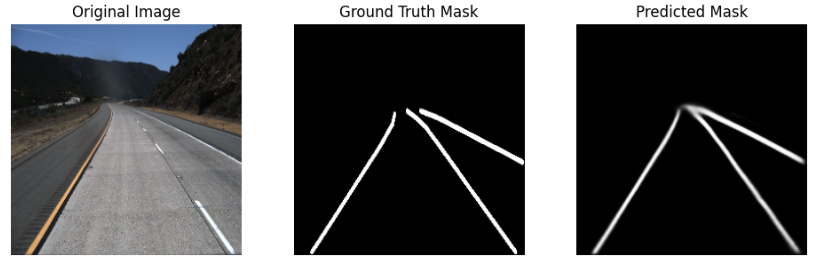 Original Image
Ground Truth Mask
Predicted Mask